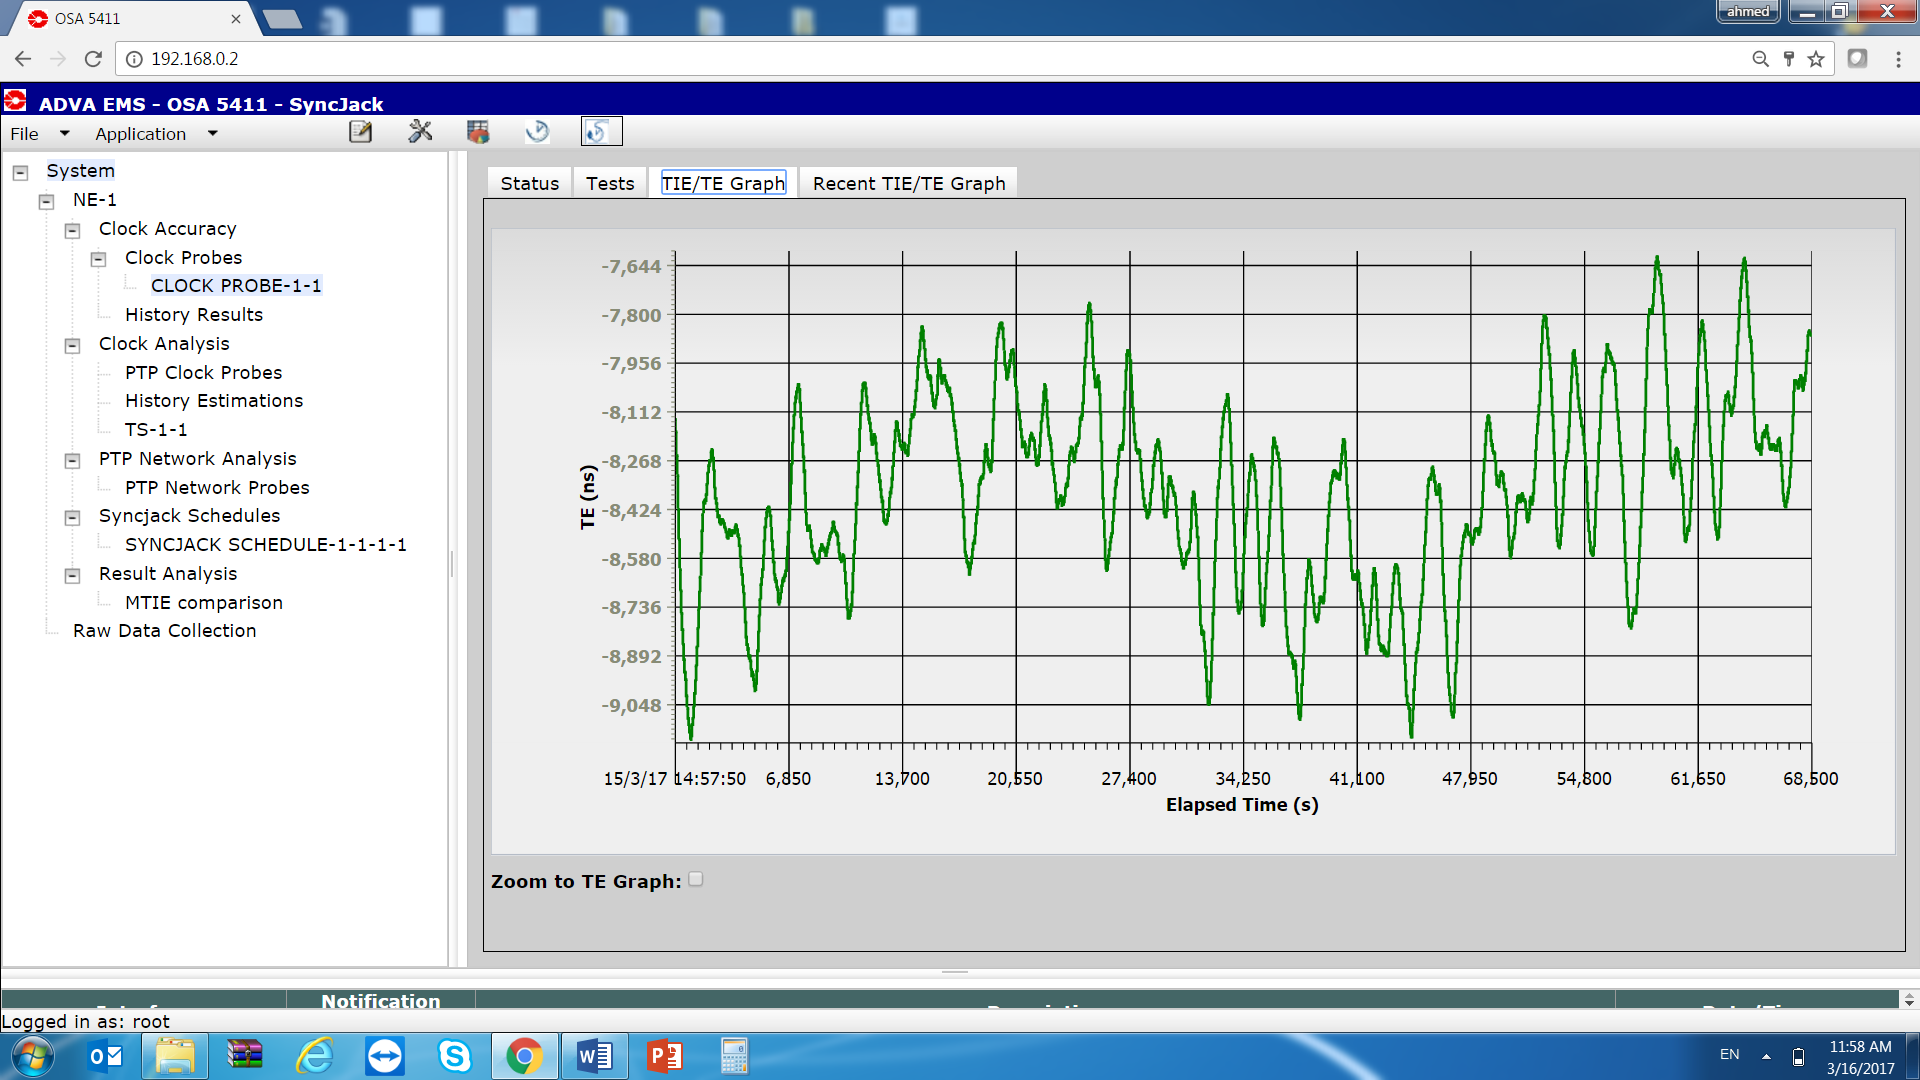 OSA 5411
ahmed
192.168.0.2
ADVA EMS - OSA 5411 - SyncJack
File
Application
System
NE-1
Clock Accuracy
Clock Probes
CLOCK PROBE-1-1
History Results
Clock Analysis
PTP Clock Probes
History Estimations
TS-1-1
PTP Network Analysis
PTP Network Probes
Syncjack Schedules
SYNCJACK SCHEDULE-1-1-1-1
Result Analysis
MTIE comparison
Raw Data Collection
Status
Tests
TIE/TE Graph
Recent TIE/TE Graph
-7,644
-7,800
-7,956
-8,112
-8,268
-8,424
-8,580
-8,736
-8,892
-9,048
TE (ns)
15/3/17 14:57:50
6,850
13,700
20,550
27,400
34,250
41,100
47,950
54,800
61,650
68,500
Elapsed Time (s)
Zoom to TE Graph:
Notification
Logged in as: root
EN
11:58 AM
3/16/2017